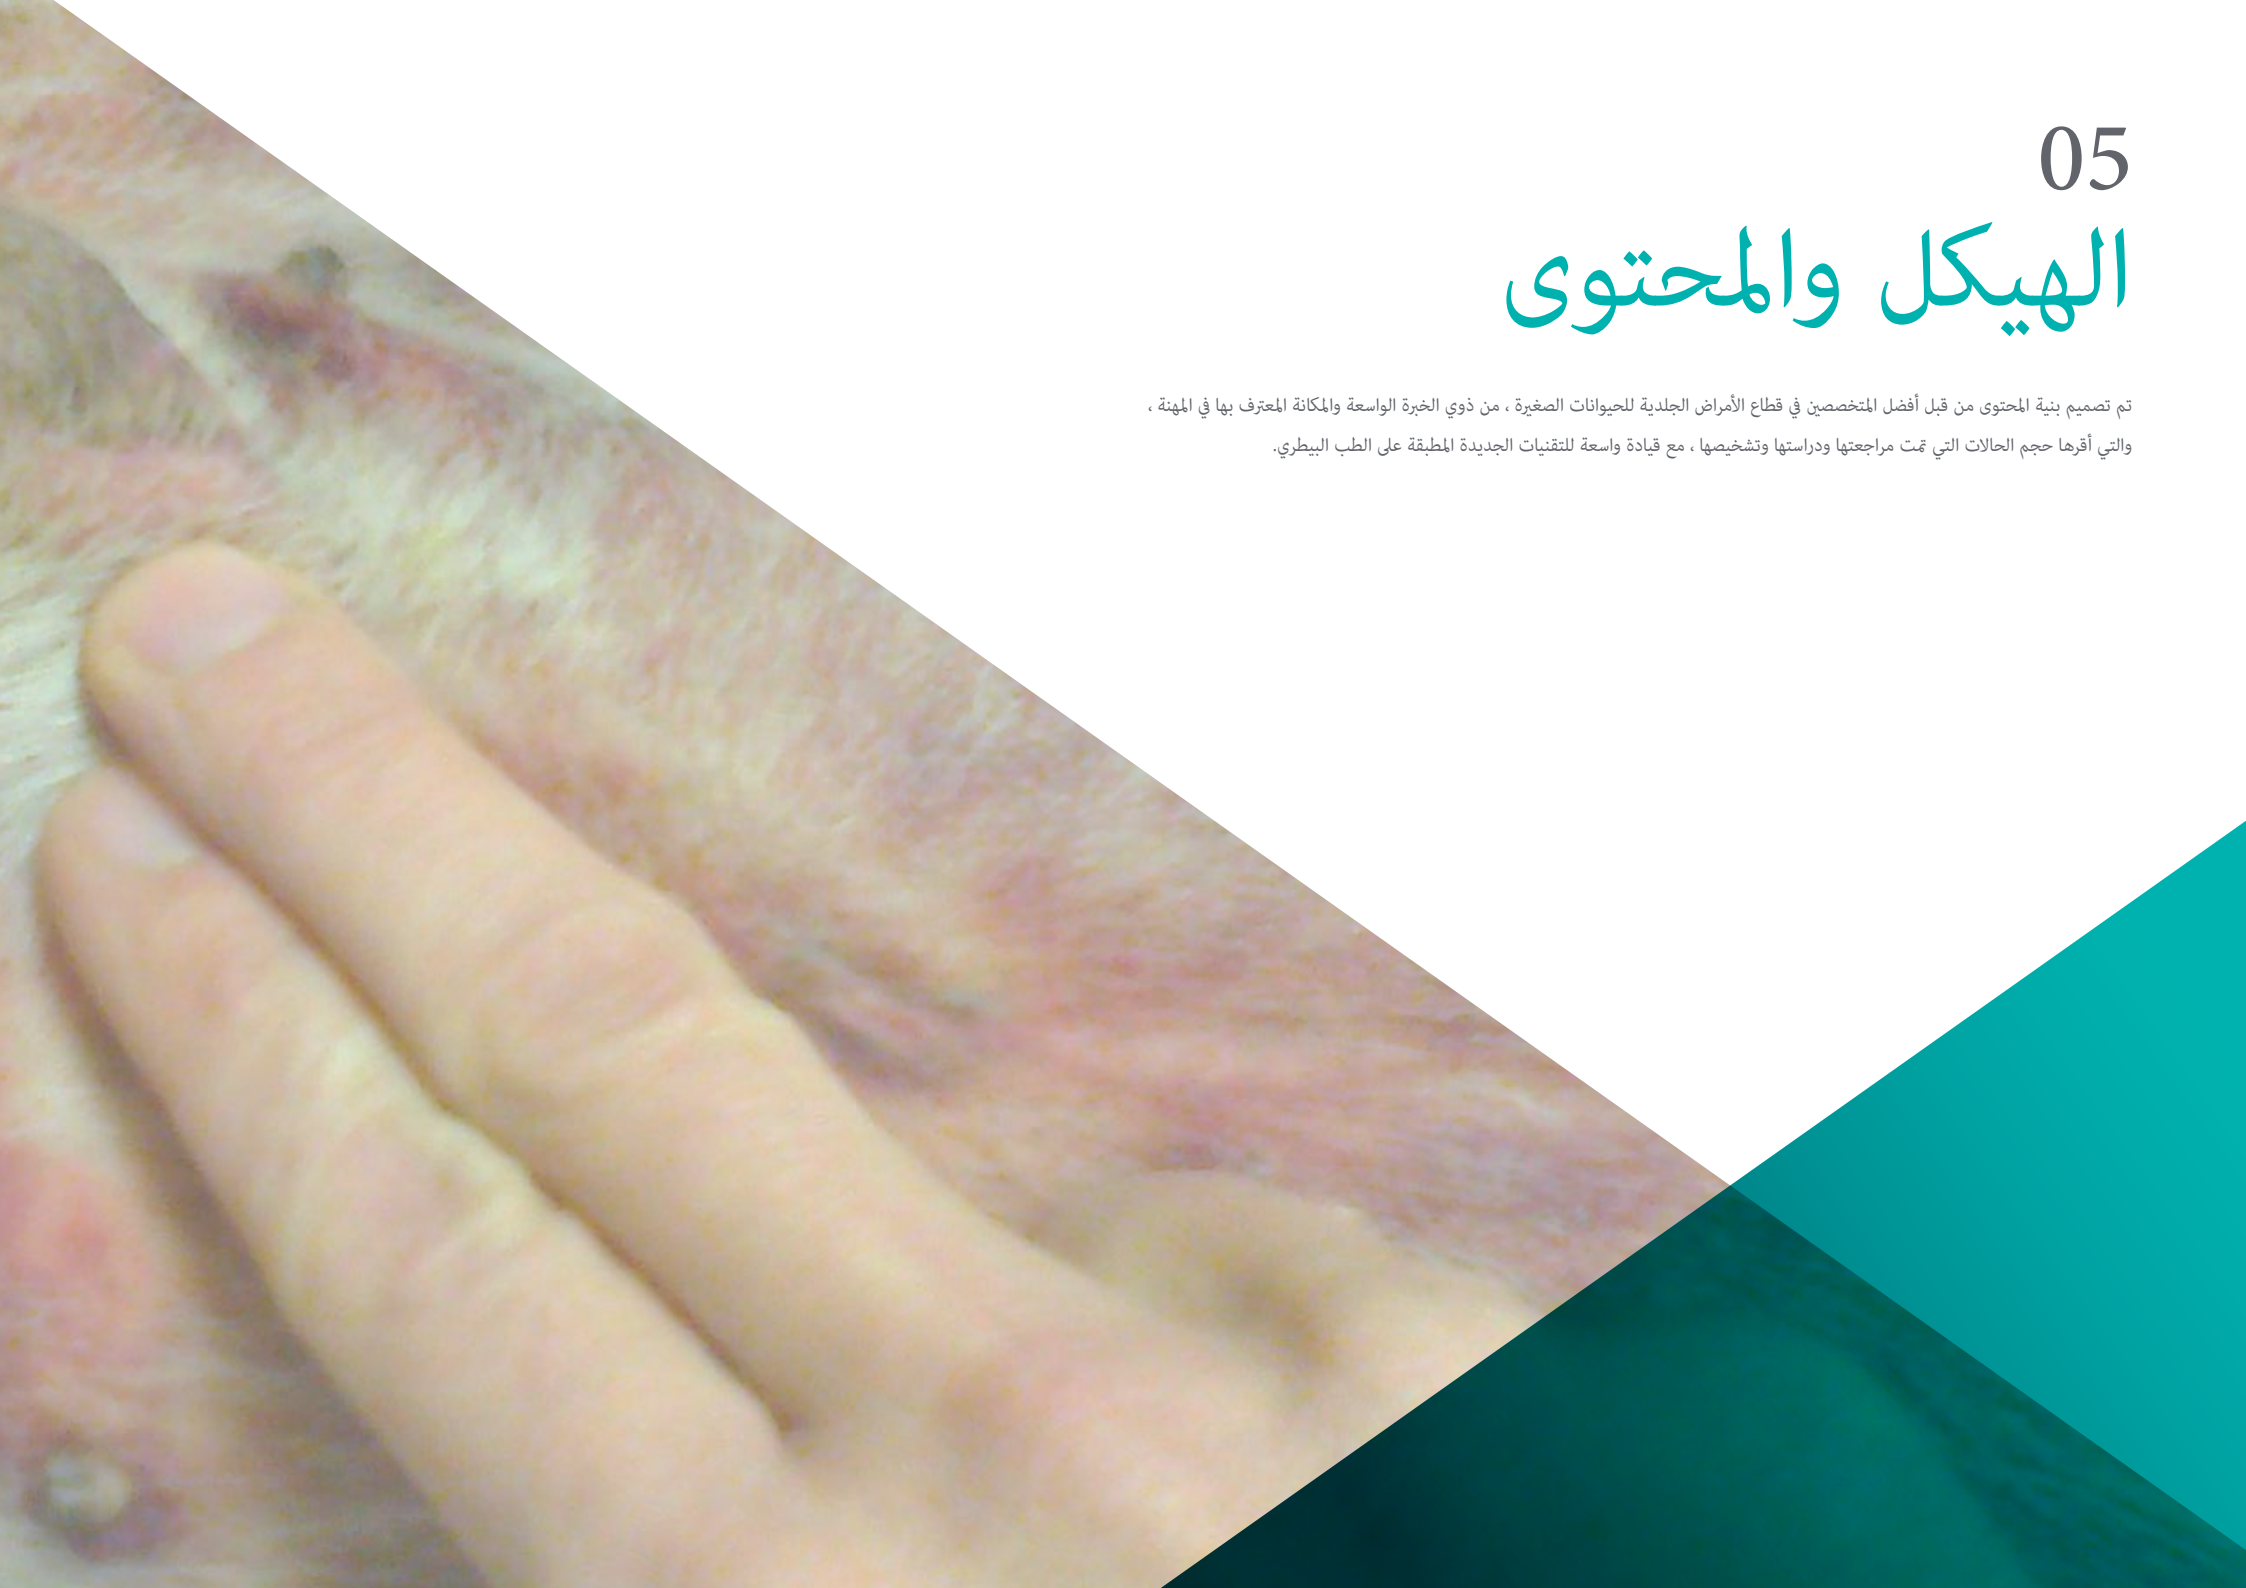 05
الهيكل والمحتوى
تم تصميم بنية المحتوى من قبل أفضل المتخصصين في قطاع الأمراض الجلدية للحيوانات الصغيرة ، من ذوي الخبرة الواسعة والمكانة المعترف بها في المهنة ،
والتي أقرها حجم الحالات التي تمت مراجعتها ودراستها وتشخيصها ، مع قيادة واسعة للتقنيات الجديدة المطبقة على الطب البيطري.